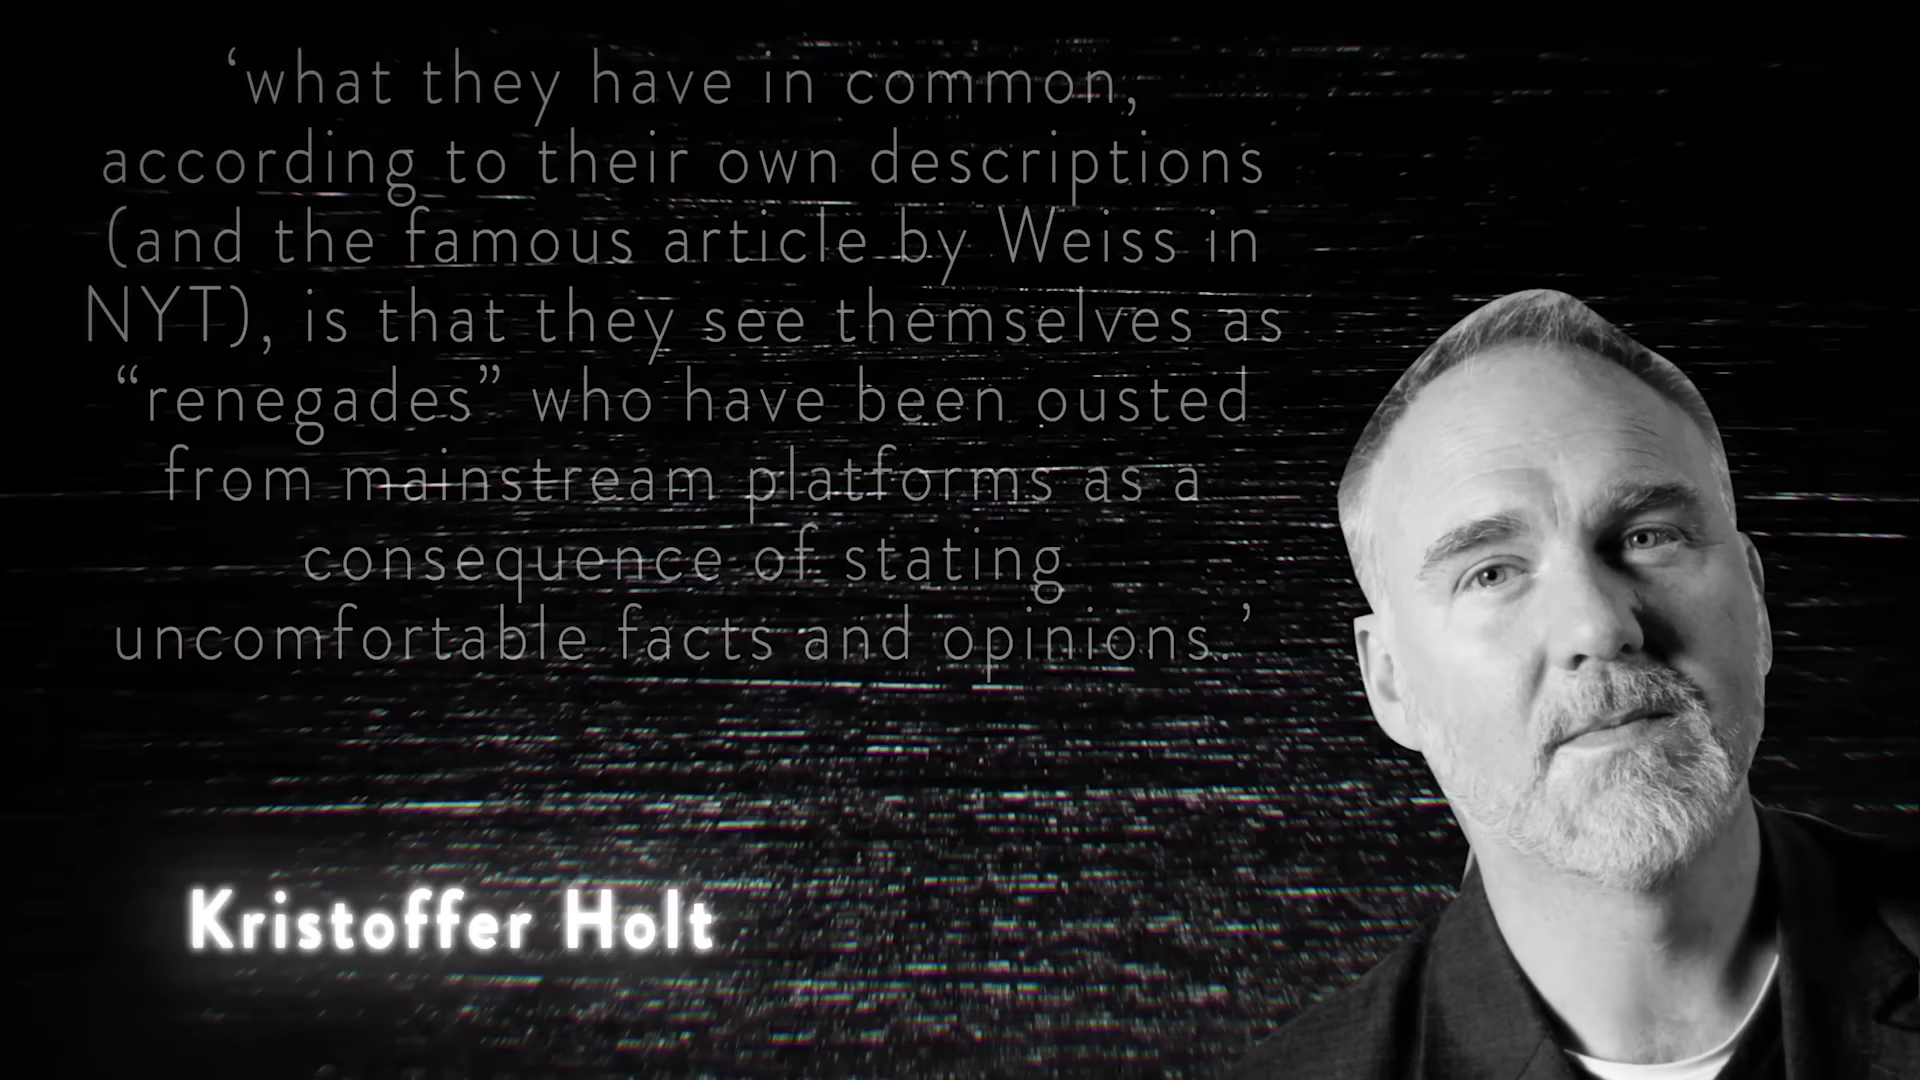 ‘what they have in common,
according to their own descriptions
(and the famous article by Weiss in
NYT), is that they see themselves as
“renegades” who have been ousted
from mainstream platforms as a
consequence of stating
uncomfortable facts and opinions.’
Kristoffer Holt